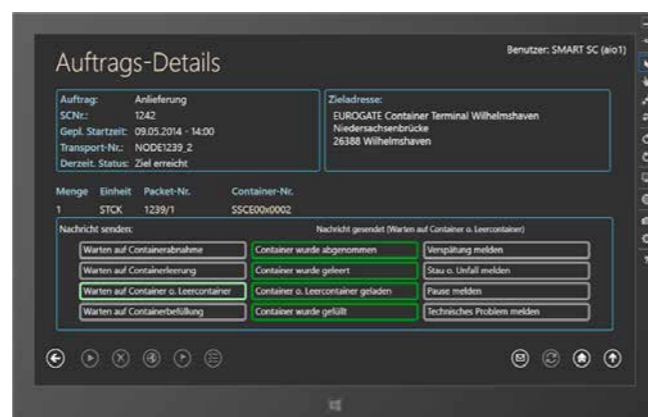 Benutzer: SMART SC (aio1)
Auftrags-Details
Auftrag: Anlieferung
SCNr.: 1242
Gepl. Startzeit: 09.05.2014 - 14:00
Transport-Nr.: NODE1239_2
Derzeit. Status: Ziel erreicht
Zieladresse:
EUROGATE Container Terminal Wilhelmshaven
Niedersachsenbrücke
26388 Wilhelmshaven
Menge Einheit Packet-Nr. Container-Nr.
1 STCK 1239/1 SSCE00x0002
Nachricht senden: Nachricht gesendet (Warten auf Container o. Leercontainer)
Warten auf Containerabnahme Container wurde abgenommen Verspätung melden
Warten auf Containerleerung Container wurde geleert Stau o. Unfall melden
Warten auf Container o. Leercontainer Container o. Leercontainer geladen Pause melden
Warten auf Containerbefüllung Container wurde gefüllt Technisches Problem melden